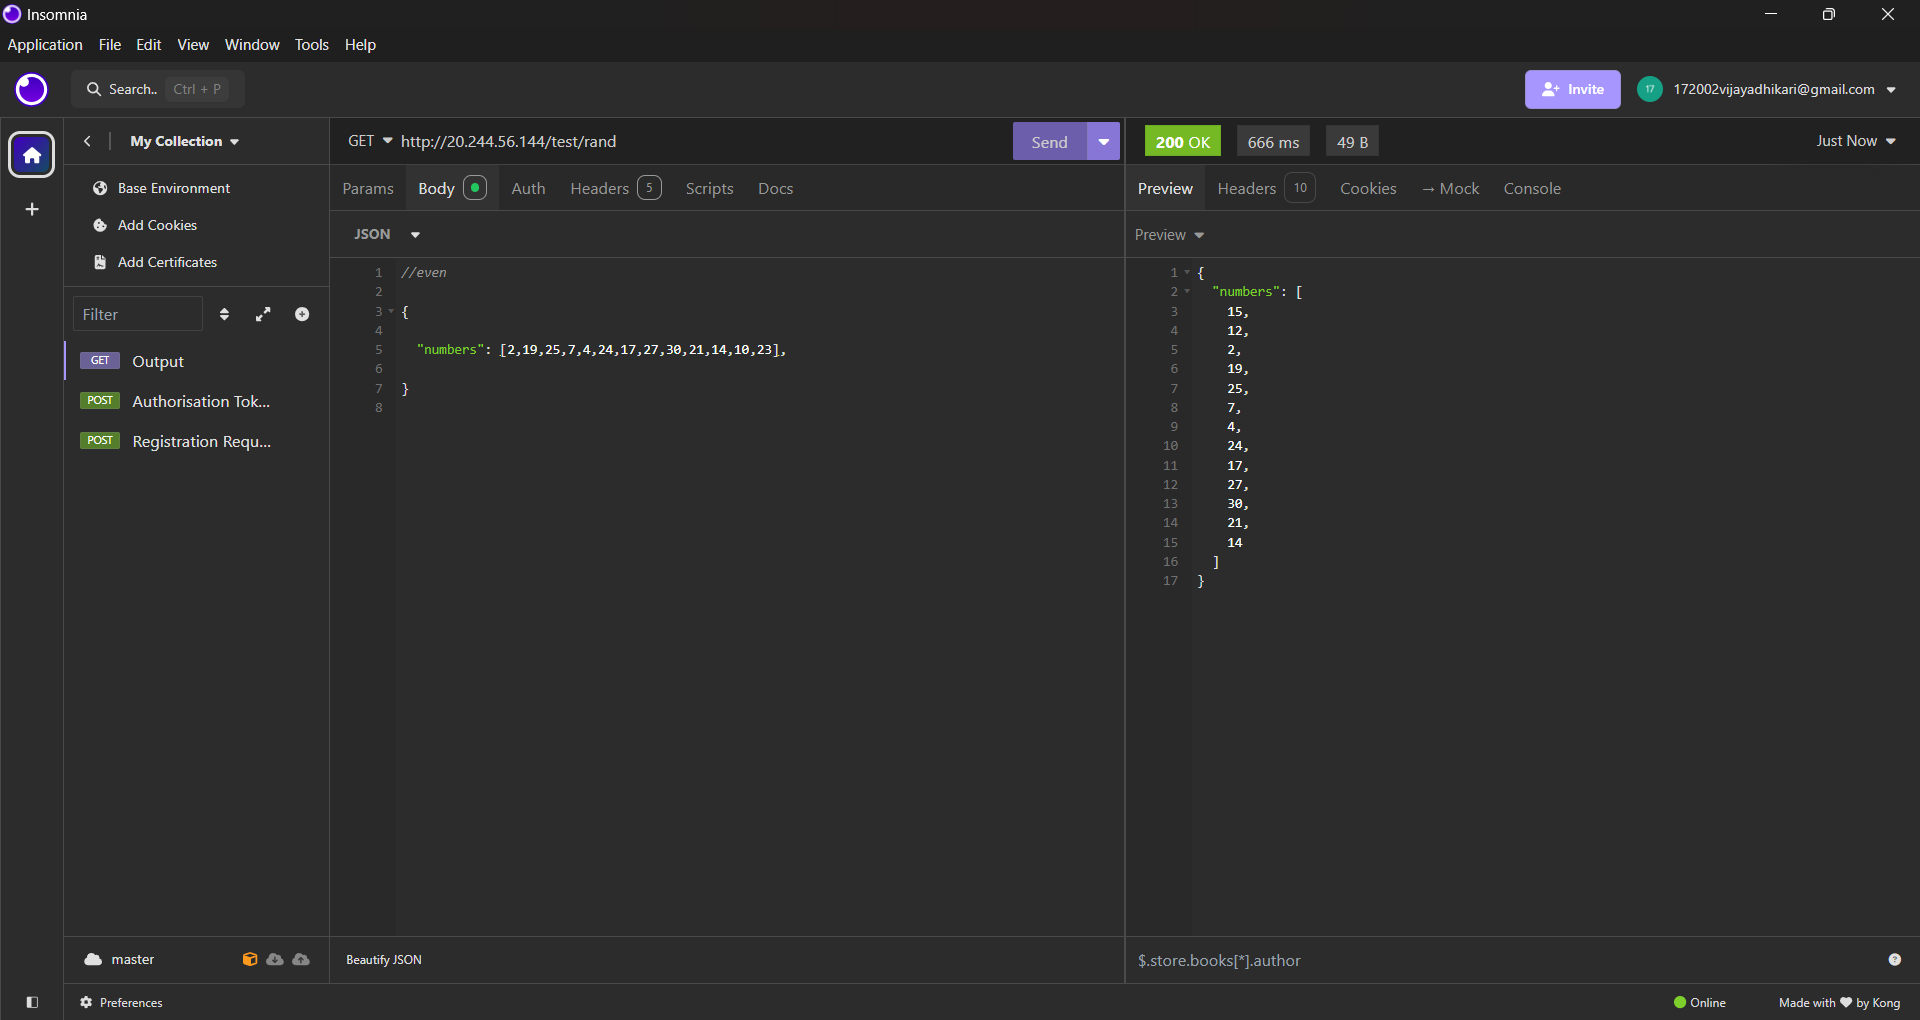 Insomnia
Application File Edit View Window Tools Help
Search.. Ctrl + P
Invite
17 172002vijayadhikari@gmail.com
My Collection
Base Environment
Add Cookies
Add Certificates
Filter
GET Output
POST Authorisation Tok...
POST Registration Requ...
master
Preferences
GET http://20.244.56.144/test/rand
Send
Params Body Auth Headers 5 Scripts Docs
JSON
1 //even
2
3 {
4
5 "numbers": [2,19,25,7,4,24,17,27,30,21,14,10,23],
6
7 }
8
Beautify JSON
200 OK 666 ms 49 B Just Now
Preview Headers 10 Cookies → Mock Console
Preview
1 {
2 "numbers": [
3 15,
4 12,
5 2,
6 19,
7 25,
8 7,
9 4,
10 24,
11 17,
12 27,
13 30,
14 21,
15 14
16 ]
17 }
$.store.books[*].author
?
Online
Made with ♥ by Kong